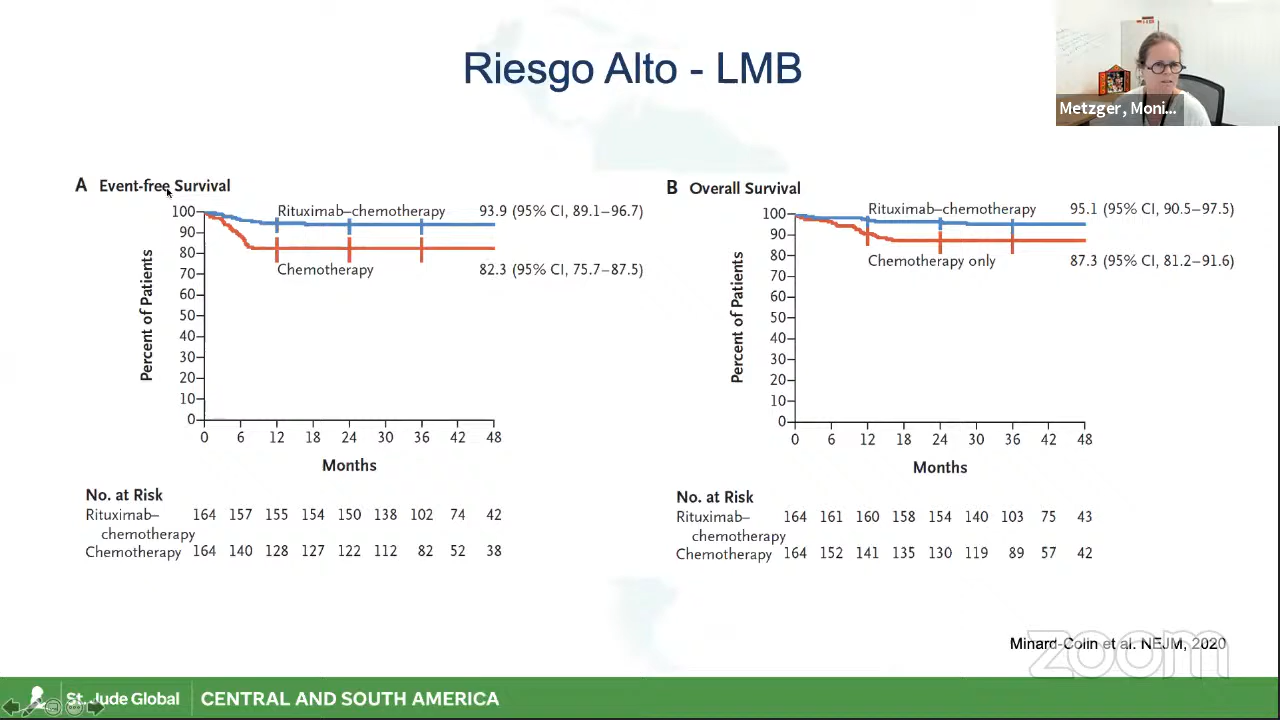 Riesgo Alto - LMB
Metzger, Moni...
A Event-free Survival
100
90
80
70
60
50
40
30
20
10
0
Percent of Patients
Rituximab–chemotherapy 93.9 (95% CI, 89.1–96.7)
Chemotherapy 82.3 (95% CI, 75.7–87.5)
0 6 12 18 24 30 36 42 48
Months
No. at Risk
Rituximab–
chemotherapy 164 157 155 154 150 138 102 74 42
Chemotherapy 164 140 128 127 122 112 82 52 38
B Overall Survival
100
90
80
70
60
50
40
30
20
10
0
Percent of Patients
Rituximab–chemotherapy 95.1 (95% CI, 90.5–97.5)
Chemotherapy only 87.3 (95% CI, 81.2–91.6)
0 6 12 18 24 30 36 42 48
Months
No. at Risk
Rituximab–
chemotherapy 164 161 160 158 154 140 103 75 43
Chemotherapy 164 152 141 135 130 119 89 57 42
Minard-Colin et al. NEJM, 2020
zoom
St. Jude Global CENTRAL AND SOUTH AMERICA